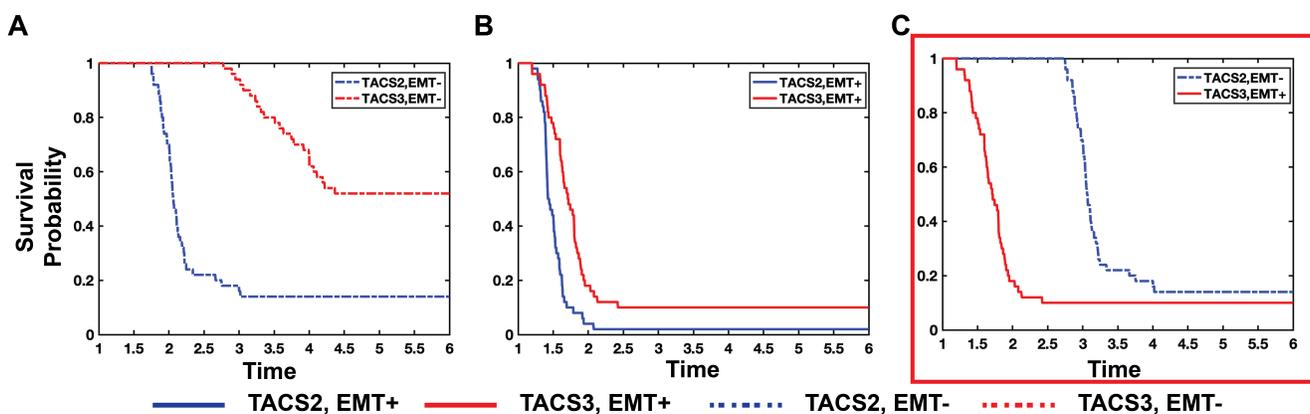 A
B
C
Survival
Probability
1
0.8
0.6
0.4
0.2
0
TACS2,EMT-
TACS3,EMT-
1 1.5 2 2.5 3 3.5 4 4.5 5 5.5 6
Time
1
0.8
0.6
0.4
0.2
0
TACS2,EMT+
TACS3,EMT+
1 1.5 2 2.5 3 3.5 4 4.5 5 5.5 6
Time
1
0.8
0.6
0.4
0.2
0
TACS2,EMT-
TACS3,EMT+
1 1.5 2 2.5 3 3.5 4 4.5 5 5.5 6
Time
TACS2, EMT+ TACS3, EMT+ TACS2, EMT- TACS3, EMT-